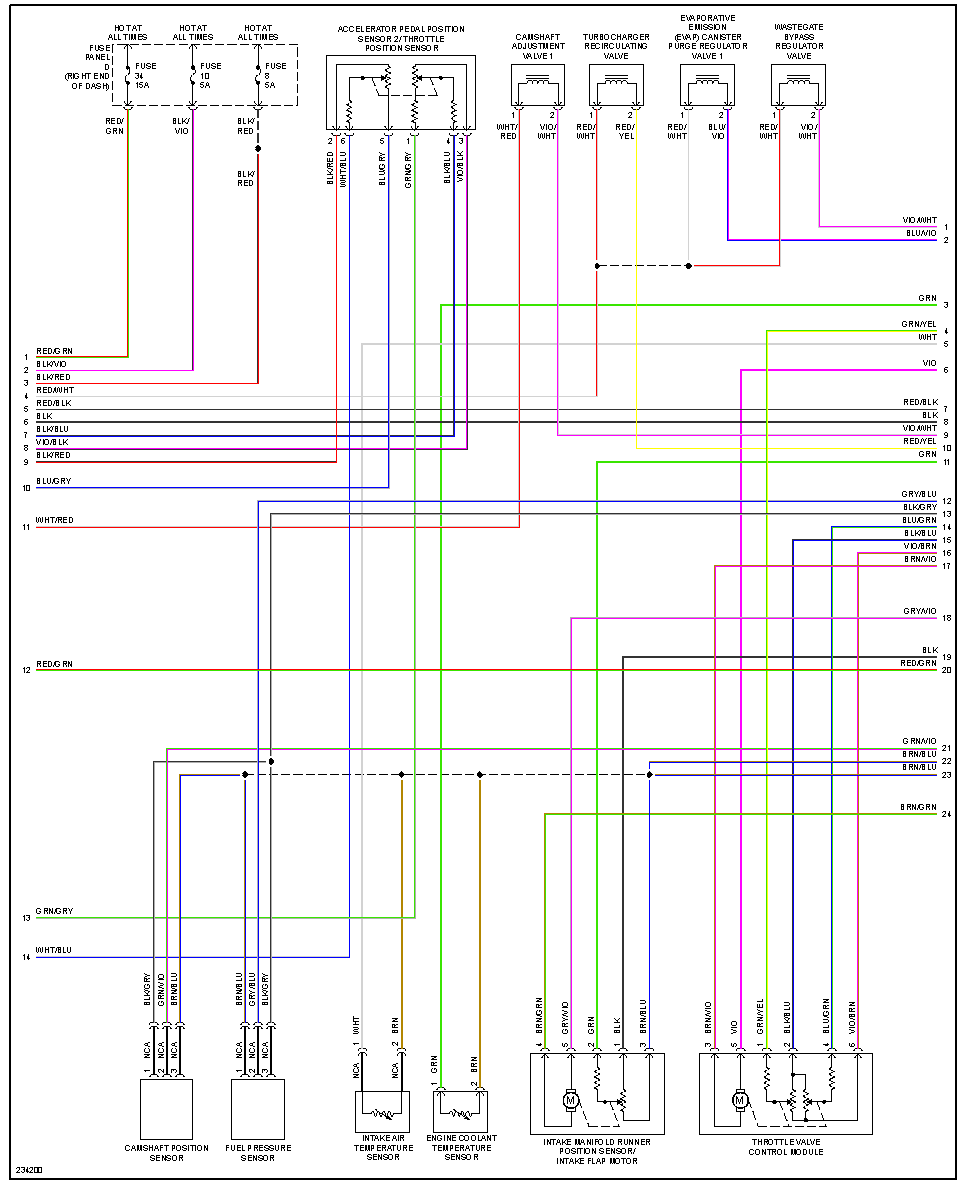 HOT AT
ALL TIMES
HOT AT
ALL TIMES
HOT AT
ALL TIMES
FUSE
PANEL
D
(RIGHT END
OF DASH)
FUSE
34
15A
FUSE
10
5A
FUSE
8
5A
RED/
GRN
BLK/
VIO
BLK/
RED
BLK/
RED
ACCELERATOR PEDAL POSITION
SENSOR 2/THROTTLE
POSITION SENSOR
2 6 5 1 4 3
BLK/RED
WHT/BLU
BLU/GRY
GRN/GRY
BLK/BLU
VIO/BLK
CAMSHAFT
ADJUSTMENT
VALVE 1
1 2
WHT/
RED
VIO/
WHT
TURBOCHARGER
RECIRCULATING
VALVE
1 2
RED/
WHT
RED/
YEL
EVAPORATIVE
EMISSION
(EVAP) CANISTER
PURGE REGULATOR
VALVE 1
1 2
RED/
WHT
BLU/
VIO
WASTEGATE
BYPASS
REGULATOR
VALVE
1 2
RED/
WHT
VIO/
WHT
VIO/WHT 1
BLU/VIO 2
GRN 3
GRN/YEL 4
WHT 5
VIO 6
RED/BLK 7
BLK 8
VIO/WHT 9
RED/YEL 10
GRN 11
GRY/BLU 12
BLK/GRY 13
BLU/GRN 14
BLK/BLU 15
VIO/BRN 16
BRN/VIO 17
GRY/VIO 18
BLK 19
RED/GRN 20
GRN/VIO 21
BRN/BLU 22
BRN/BLU 23
BRN/GRN 24
1 RED/GRN
2 BLK/VIO
3 BLK/RED
4 RED/WHT
5 RED/BLK
6 BLK
7 BLK/BLU
8 VIO/BLK
9 BLK/RED
10 BLU/GRY
11 WHT/RED
12 RED/GRN
13 GRN/GRY
14 WHT/BLU
BLK/GRY
GRN/VIO
BRN/BLU
NCA
NCA
NCA
1 2 3
CAMSHAFT POSITION
SENSOR
BRN/BLU
GRY/BLU
BLK/GRY
NCA
NCA
NCA
1 2 3
FUEL PRESSURE
SENSOR
WHT
BRN
1 2
NCA
NCA
INTAKE AIR
TEMPERATURE
SENSOR
GRN
BRN
1 2
ENGINE COOLANT
TEMPERATURE
SENSOR
BRN/GRN
GRY/VIO
GRN
BLK
BRN/BLU
4 5 2 1 3
M
INTAKE MANIFOLD RUNNER
POSITION SENSOR/
INTAKE FLAP MOTOR
BRN/VIO
VIO
GRN/YEL
BLK/BLU
BLU/GRN
VIO/BRN
3 5 1 2 4 6
M
THROTTLE VALVE
CONTROL MODULE
234200